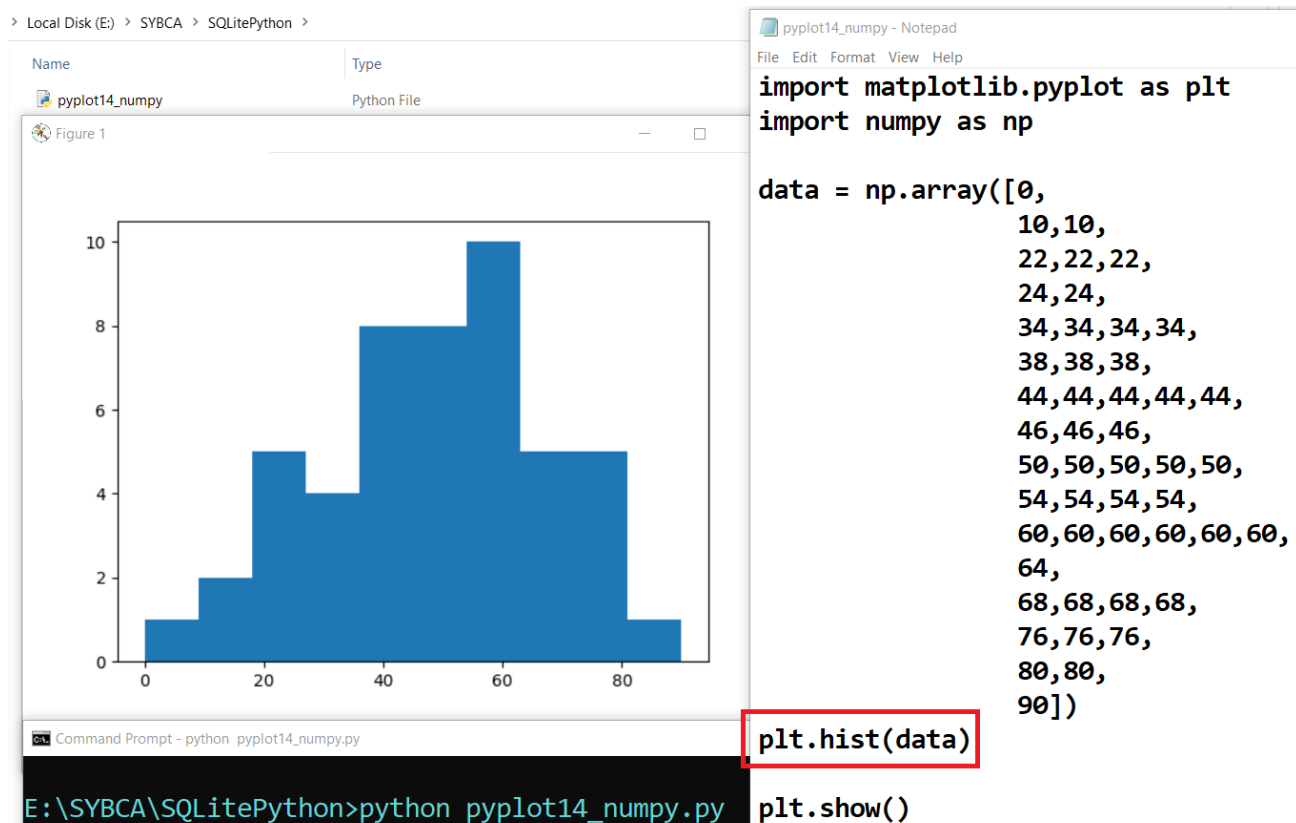 Local Disk (E:) > SYBCA > SQLitePython >
Name Type
pyplot14_numpy Python File
Figure 1
10
8
6
4
2
0
0 20 40 60 80
Command Prompt - python pyplot14_numpy.py
E:\SYBCA\SQLitePython>python pyplot14_numpy.py
pyplot14_numpy - Notepad
File Edit Format View Help
import matplotlib.pyplot as plt
import numpy as np
data = np.array([0,
10,10,
22,22,22,
24,24,
34,34,34,34,
38,38,38,
44,44,44,44,44,
46,46,46,
50,50,50,50,50,
54,54,54,54,
60,60,60,60,60,60,
64,
68,68,68,68,
76,76,76,
80,80,
90])
plt.hist(data)
plt.show()